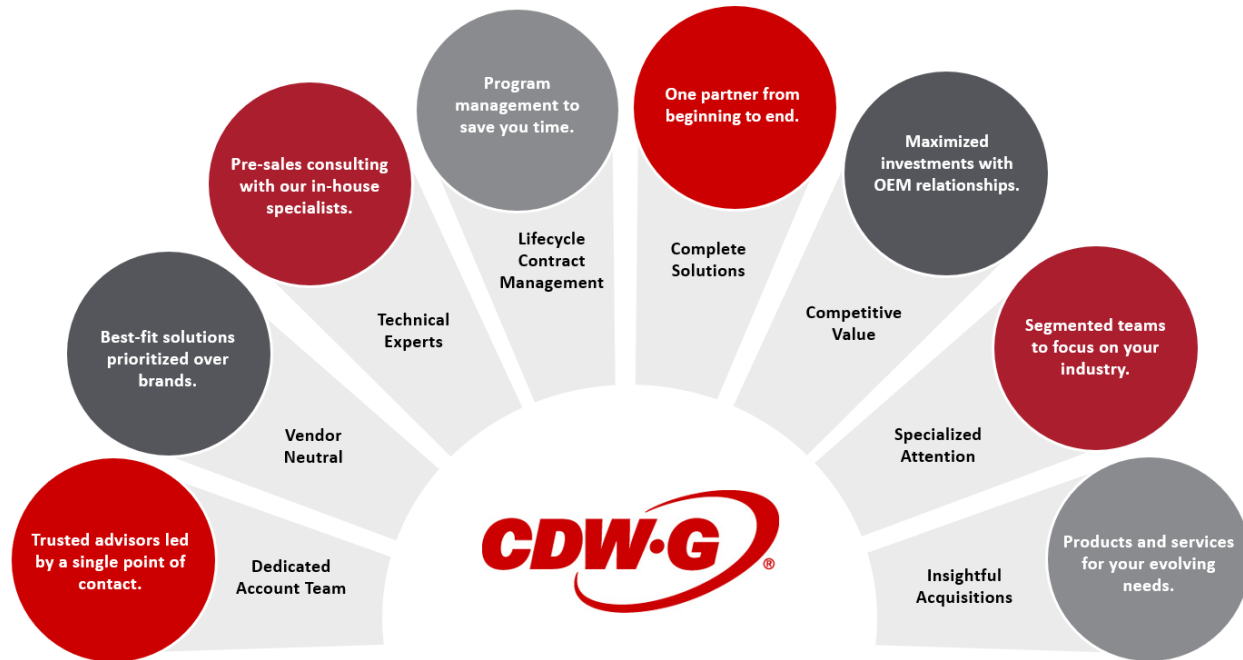 Trusted advisors led
by a single point of
contact.
Dedicated
Account Team
Best-fit solutions
prioritized over
brands.
Vendor
Neutral
Pre-sales consulting
with our in-house
specialists.
Technical
Experts
Program
management to
save you time.
Lifecycle
Contract
Management
One partner from
beginning to end.
Complete
Solutions
Maximized
investments with
OEM relationships.
Competitive
Value
Segmented teams
to focus on your
industry.
Specialized
Attention
Products and services
for your evolving
needs.
Insightful
Acquisitions
CDW•G®